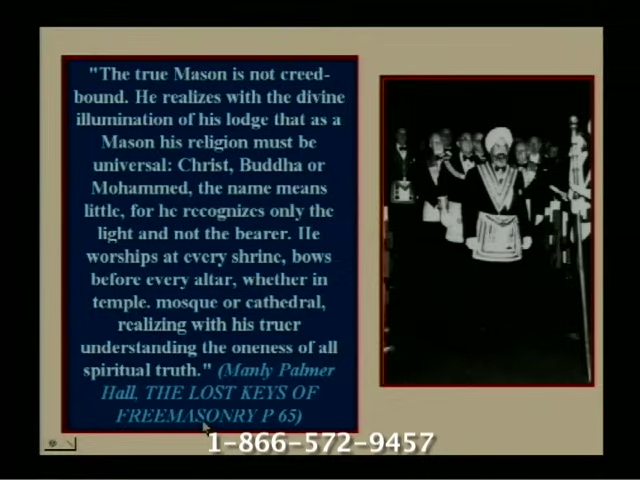 "The true Mason is not creed-
bound. He realizes with the divine
illumination of his lodge that as a
Mason his religion must be
universal: Christ, Buddha or
Mohammed, the name means
little, for he recognizes only the
light and not the bearer. He
worships at every shrine, bows
before every altar, whether in
temple. mosque or cathedral,
realizing with his truer
understanding the oneness of all
spiritual truth." (Manly Palmer
Hall, THE LOST KEYS OF
FREEMASONRY P 65)
1-866-572-9457